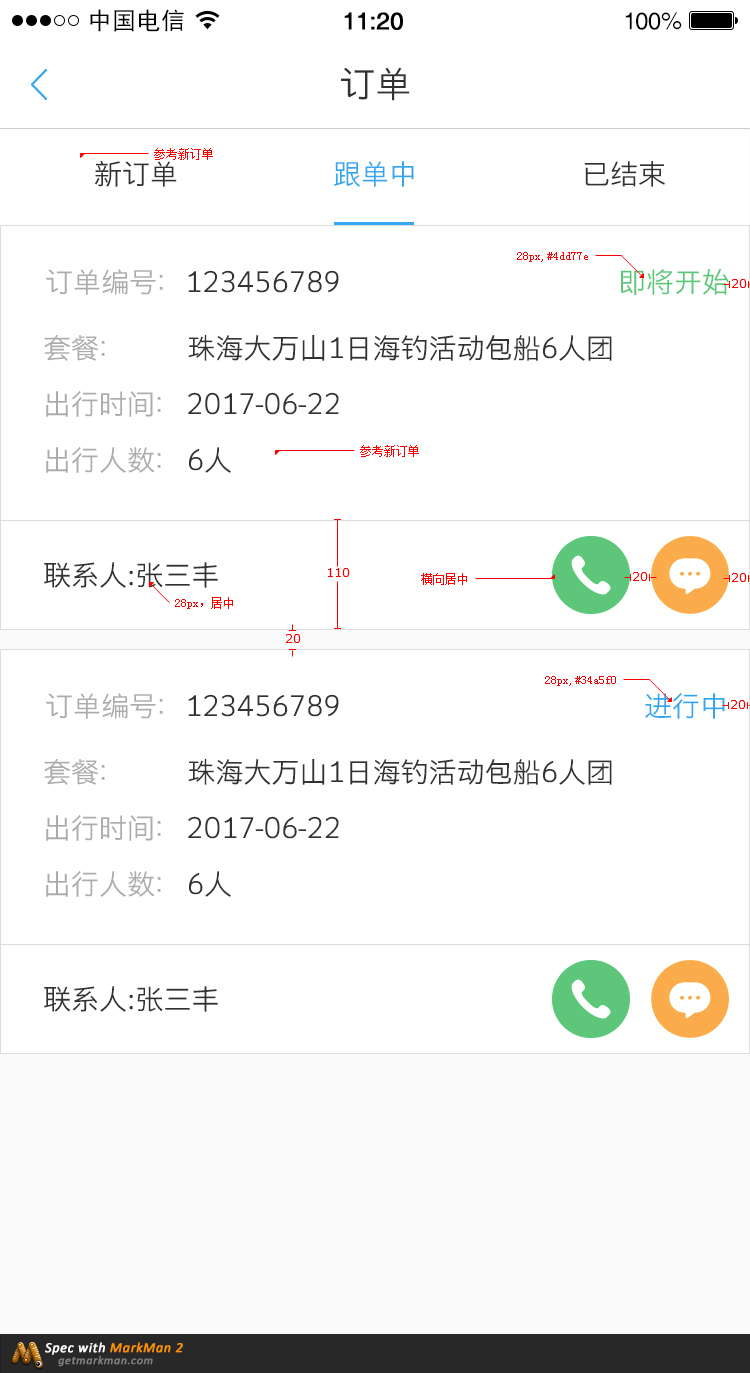 中国电信 11:20 100%
订单
参考新订单
新订单 跟单中 已结束
28px, #4dd77e
订单编号: 123456789 即将开始 20
套餐: 珠海大万山1日海钓活动包船6人团
出行时间: 2017-06-22
出行人数: 6人 参考新订单
联系人:张三丰 110 横向居中 20 20
28px，居中
20
28px, #34a5f0
订单编号: 123456789 进行中 20
套餐: 珠海大万山1日海钓活动包船6人团
出行时间: 2017-06-22
出行人数: 6人
联系人:张三丰
Spec with MarkMan 2
getmarkman.com